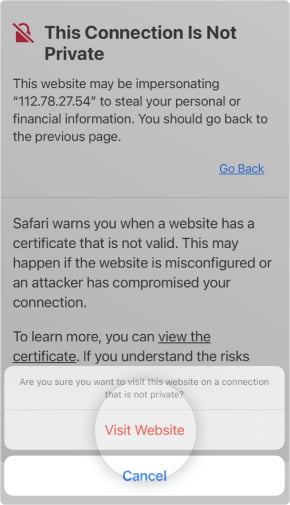 This Connection Is Not
Private
This website may be impersonating
“112.78.27.54” to steal your personal or
financial information. You should go back to
the previous page.
Go Back
Safari warns you when a website has a
certificate that is not valid. This may
happen if the website is misconfigured or
an attacker has compromised your
connection.
To learn more, you can view the
certificate. If you understand the risks
Are you sure you want to visit this website on a connection
that is not private?
Visit Website
Cancel